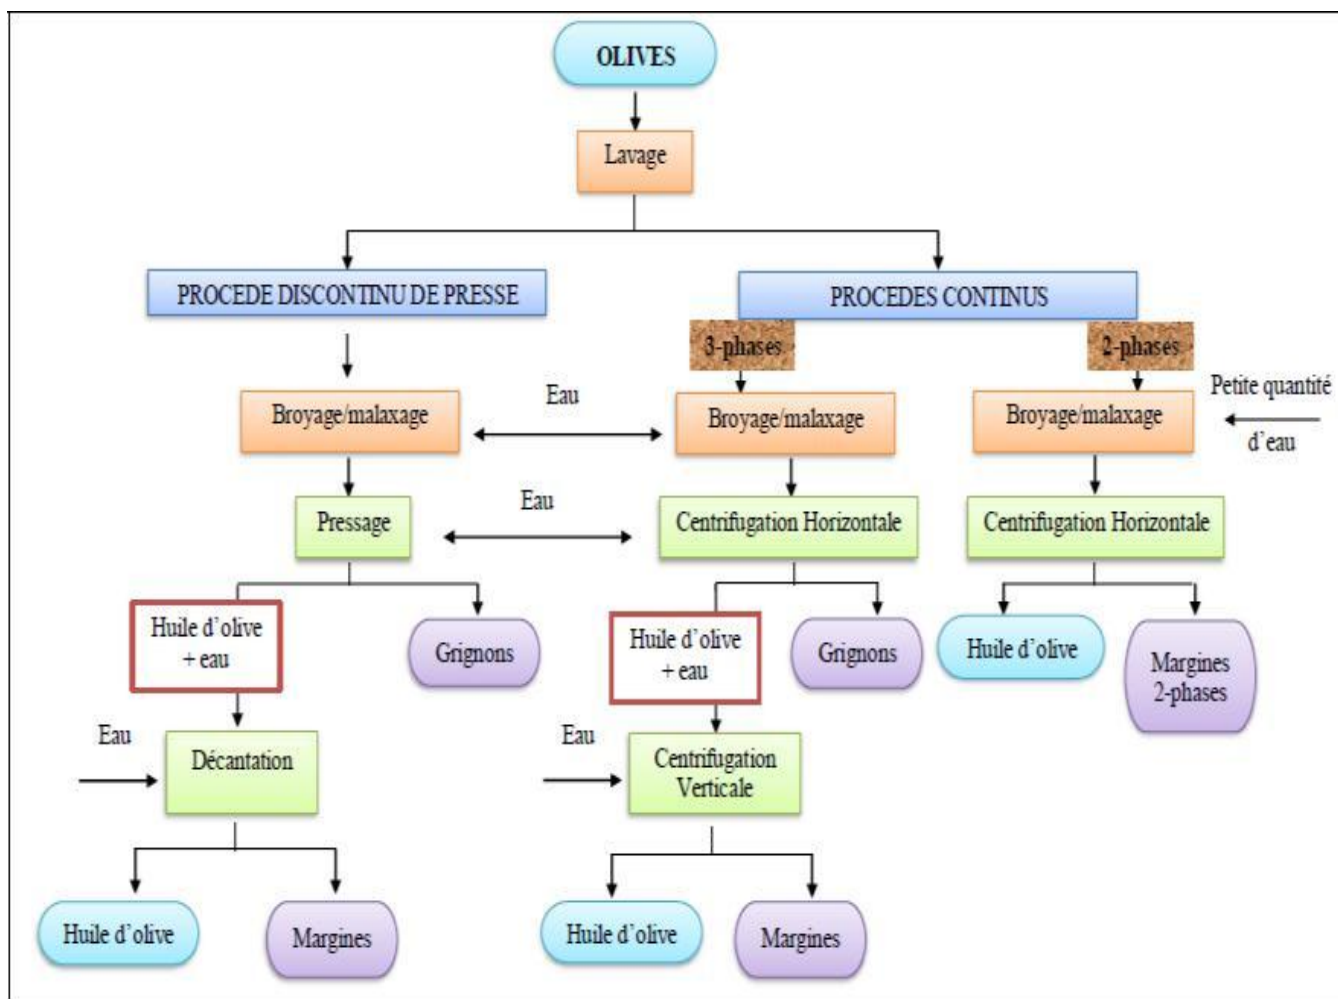 OLIVES
Lavage
PROCEDE DISCONTINU DE PRESSE
PROCEDES CONTINUS
3-phases
2-phases
Broyage/malaxage
Eau
Broyage/malaxage
Broyage/malaxage
Petite quantité
d'eau
Pressage
Eau
Centrifugation Horizontale
Centrifugation Horizontale
Huile d'olive
+ eau
Grignons
Huile d'olive
+ eau
Grignons
Huile d'olive
Margines
2-phases
Eau
Décantation
Eau
Centrifugation
Verticale
Huile d'olive
Margines
Huile d'olive
Margines